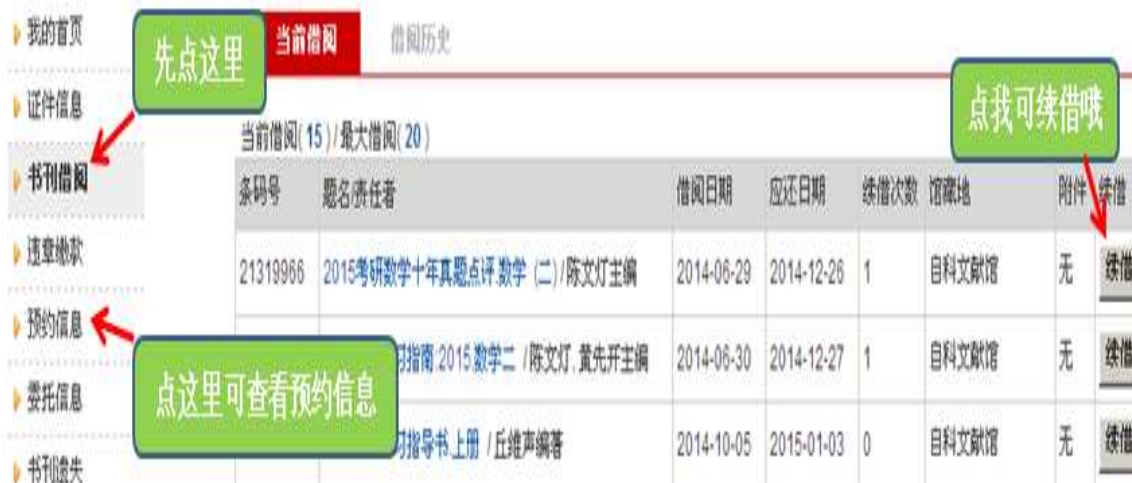 我的首页
先点这里
当前借阅
借阅历史
证件信息
点我可续借哦
当前借阅( 15 )/最大借阅( 20 )
书刊借阅
条码号 题名/责任者 借阅日期 应还日期 续借次数 馆藏地 附件 续借
违章缴款
21319966 2015考研数学十年真题点评.数学 (二) /陈文灯主编 2014-06-29 2014-12-26 1 自科文献馆 无 续借
预约信息
习指南.2015.数学二 /陈文灯, 黄先开主编 2014-06-30 2014-12-27 1 自科文献馆 无 续借
点这里可查看预约信息
委托信息
习指导书.上册 /丘维声编著 2014-10-05 2015-01-03 0 自科文献馆 无 续借
书刊遗失